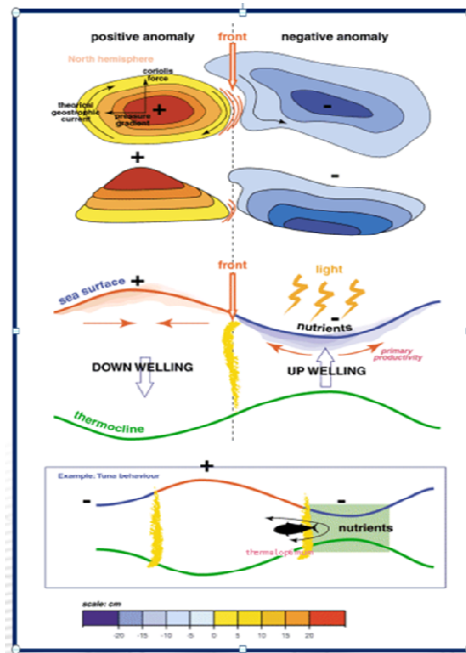 positive anomaly
front
negative anomaly
North hemisphere
coriolis
force
theorical
geostrophic
current
pressure
gradient
+
-
+
-
front
light
sea surface
+
-
nutrients
primary
productivity
DOWN WELLING
UP WELLING
thermocline
Example: Tuna behaviour
+
-
-
nutrients
scale: cm
-20 -15 -10 -5 0 5 10 15 20